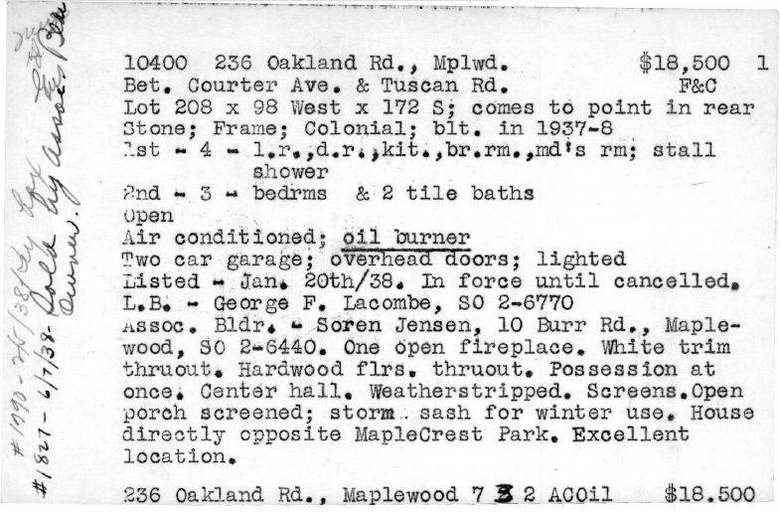 10400 236 Oakland Rd., Mplwd. $18,500 1
Bet. Courter Ave. & Tuscan Rd. F&C
Lot 208 x 98 West x 172 S; comes to point in rear
Stone; Frame; Colonial; blt. in 1937-8
1st - 4 - l.r.,d.r.,kit.,br.rm.,md's rm; stall
shower
2nd - 3 - bedrms & 2 tile baths
Open
Air conditioned; oil burner
Two car garage; overhead doors; lighted
Listed - Jan. 20th/38. In force until cancelled.
L.B. - George F. Lacombe, SO 2-6770
Assoc. Bldr. - Soren Jensen, 10 Burr Rd., Maple-
wood, SO 2-6440. One open fireplace. White trim
thruout. Hardwood flrs. thruout. Possession at
once. Center hall. Weatherstripped. Screens.Open
porch screened; storm sash for winter use. House
directly opposite MapleCrest Park. Excellent
location.
236 Oakland Rd., Maplewood 7 3 2 ACOil $18.500
#1790 - 2/5/38 Key
#1827 - 6/7/38 - Sold by
Owner.